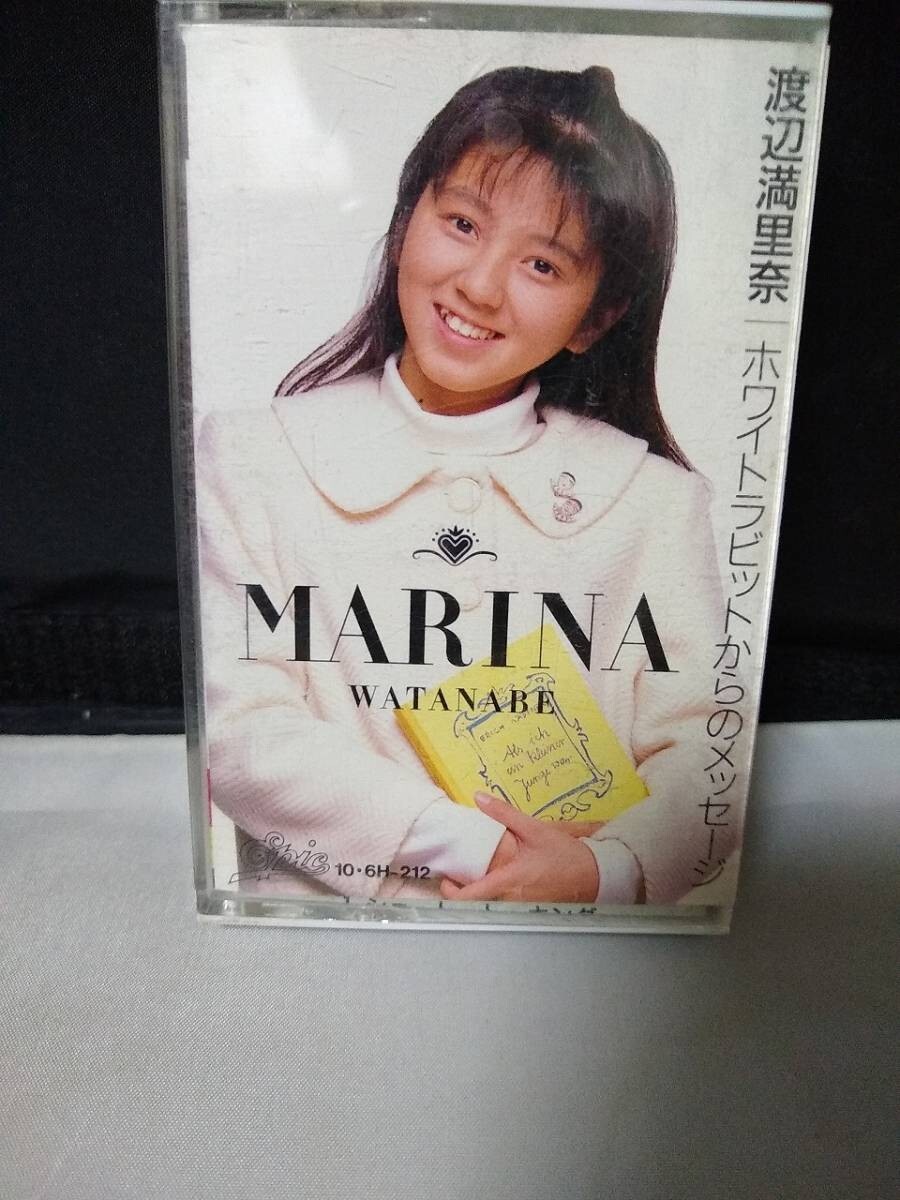 渡辺満里奈|ホワイトラビットからのメッセージ
MARINA
WATANABE
Als ich
ein kleiner
Junge war
Epic
10・6H-212